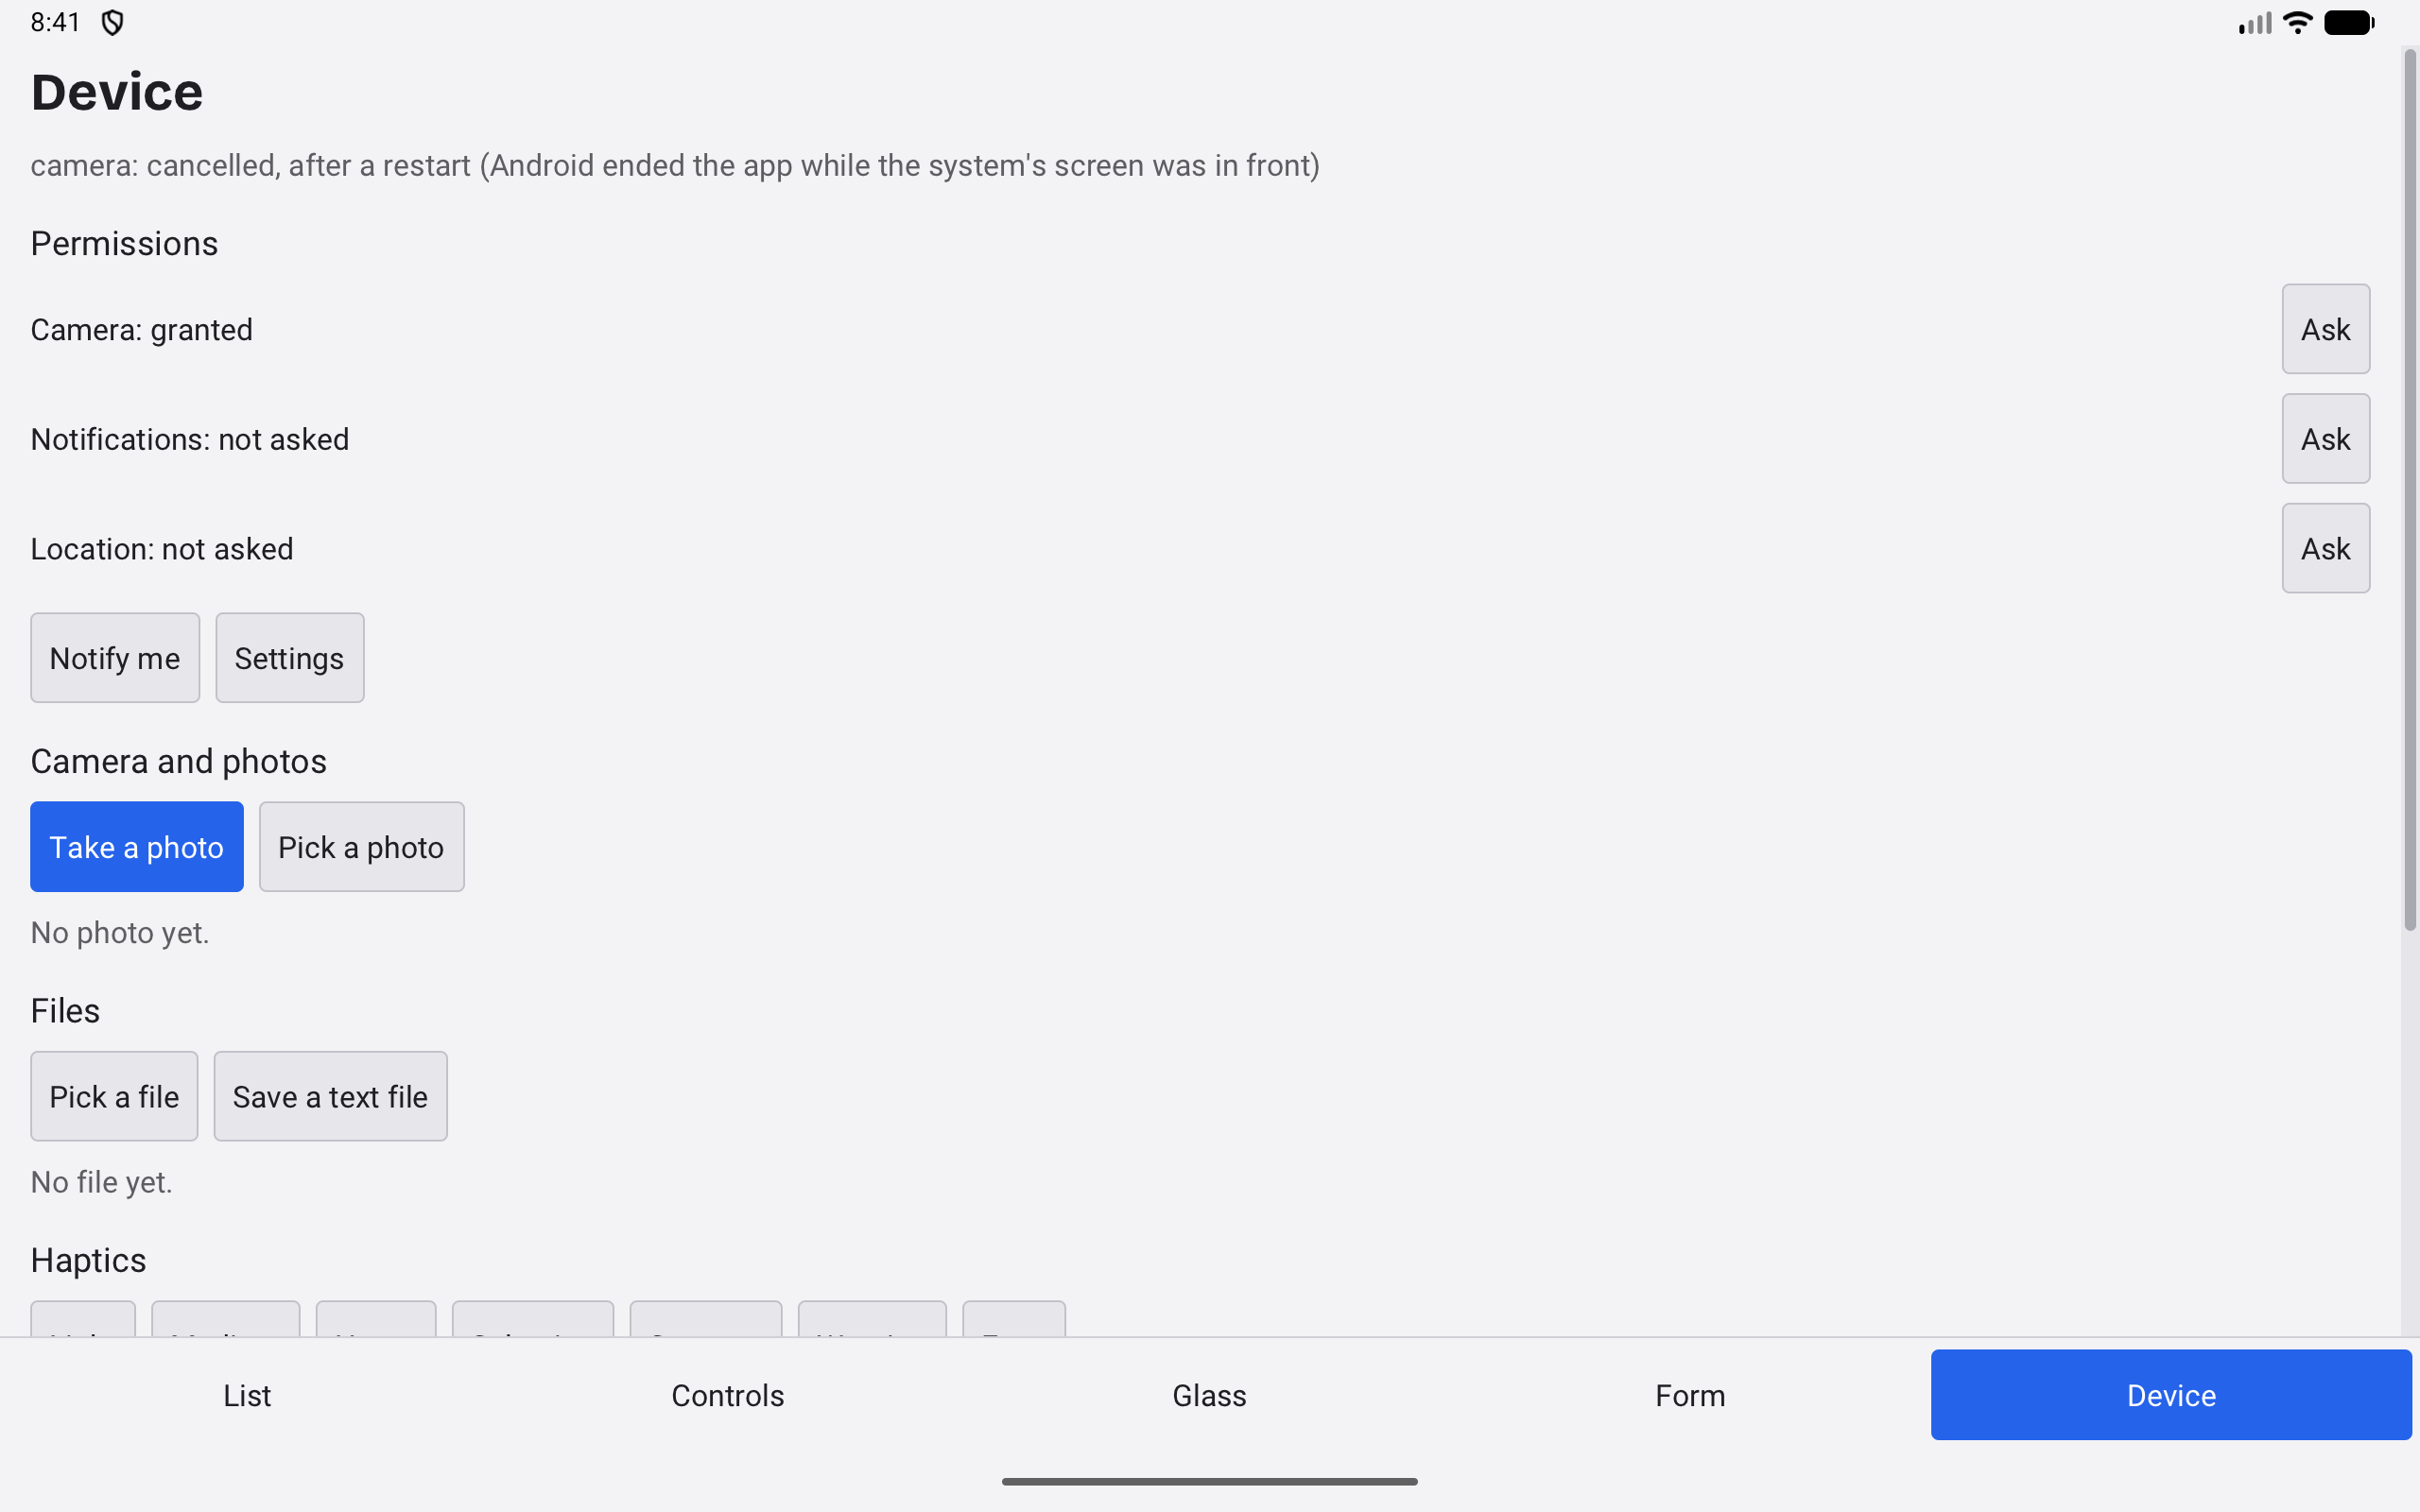 8:41
Device
camera: cancelled, after a restart (Android ended the app while the system's screen was in front)
Permissions
Camera: granted
Ask
Notifications: not asked
Ask
Location: not asked
Ask
Notify me
Settings
Camera and photos
Take a photo
Pick a photo
No photo yet.
Files
Pick a file
Save a text file
No file yet.
Haptics
List
Controls
Glass
Form
Device